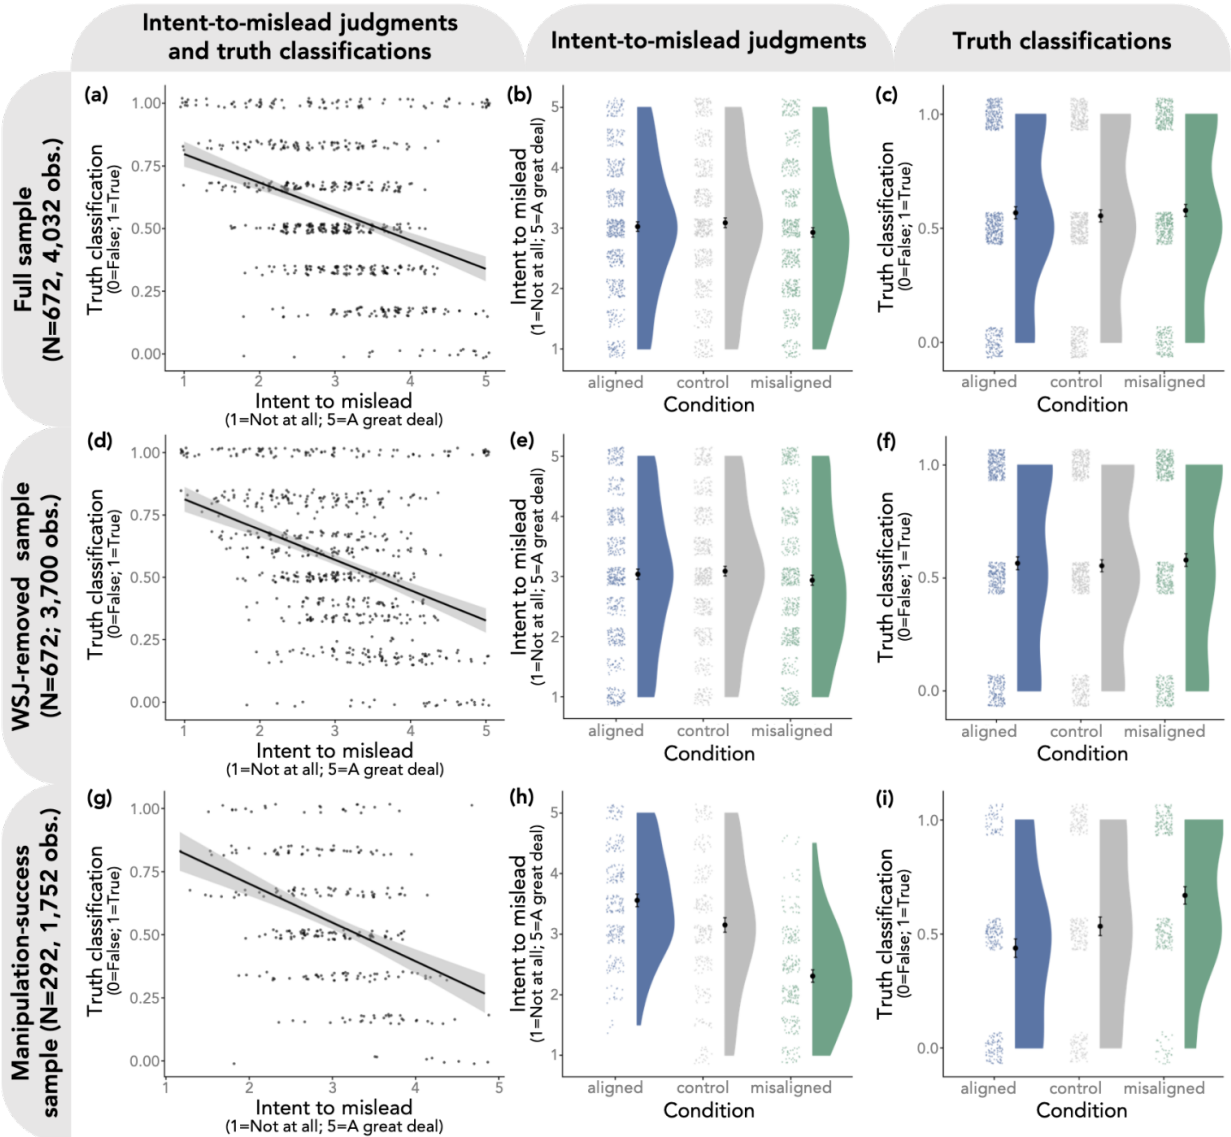 Intent-to-mislead judgments
and truth classifications
Intent-to-mislead judgments
Truth classifications
Full sample
(N=672, 4,032 obs.)
(a)
Truth classification
(0=False; 1=True)
1.00
0.75
0.50
0.25
0.00
1 2 3 4 5
Intent to mislead
(1=Not at all; 5=A great deal)
(b)
Intent to mislead
(1=Not at all; 5=A great deal)
5
4
3
2
1
aligned control misaligned
Condition
(c)
Truth classification
(0=False; 1=True)
1.0
0.5
0.0
aligned control misaligned
Condition
WSJ-removed sample
(N=672; 3,700 obs.)
(d)
Truth classification
(0=False; 1=True)
1.00
0.75
0.50
0.25
0.00
1 2 3 4 5
Intent to mislead
(1=Not at all; 5=A great deal)
(e)
Intent to mislead
(1=Not at all; 5=A great deal)
5
4
3
2
1
aligned control misaligned
Condition
(f)
Truth classification
(0=False; 1=True)
1.0
0.5
0.0
aligned control misaligned
Condition
Manipulation-success
sample (N=292, 1,752 obs.)
(g)
Truth classification
(0=False; 1=True)
1.00
0.75
0.50
0.25
0.00
1 2 3 4 5
Intent to mislead
(1=Not at all; 5=A great deal)
(h)
Intent to mislead
(1=Not at all; 5=A great deal)
5
4
3
2
1
aligned control misaligned
Condition
(i)
Truth classification
(0=False; 1=True)
1.0
0.5
0.0
aligned control misaligned
Condition